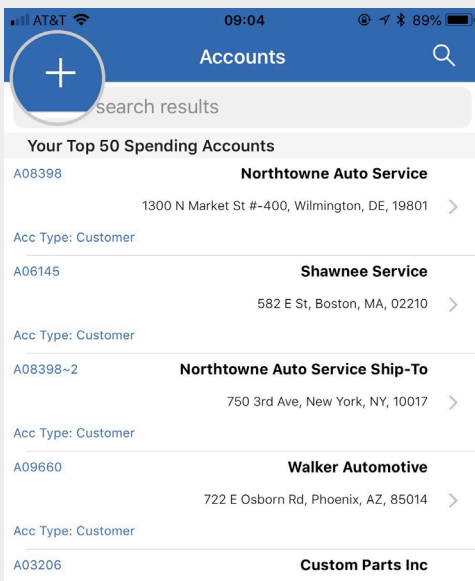 AT&T 09:04 89%
+ Accounts
search results
Your Top 50 Spending Accounts
A08398 Northtowne Auto Service
1300 N Market St #-400, Wilmington, DE, 19801
Acc Type: Customer
A06145 Shawnee Service
582 E St, Boston, MA, 02210
Acc Type: Customer
A08398~2 Northtowne Auto Service Ship-To
750 3rd Ave, New York, NY, 10017
Acc Type: Customer
A09660 Walker Automotive
722 E Osborn Rd, Phoenix, AZ, 85014
Acc Type: Customer
A03206 Custom Parts Inc